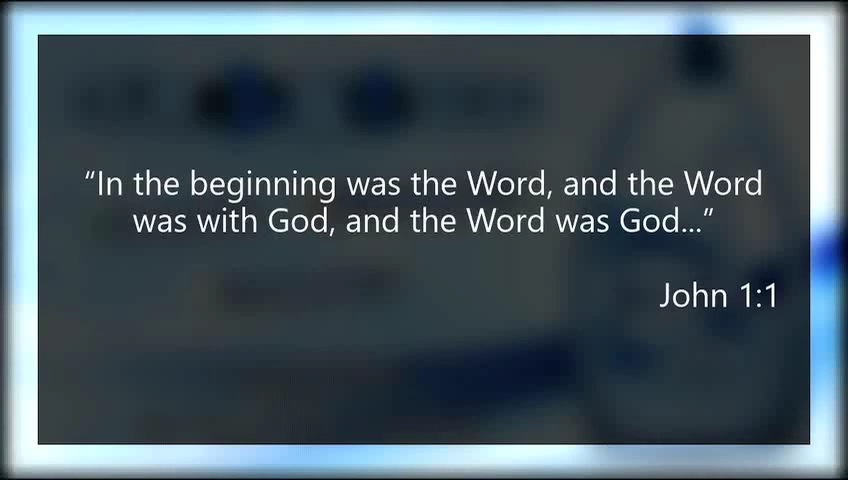 “In the beginning was the Word, and the Word
was with God, and the Word was God...”
John 1:1